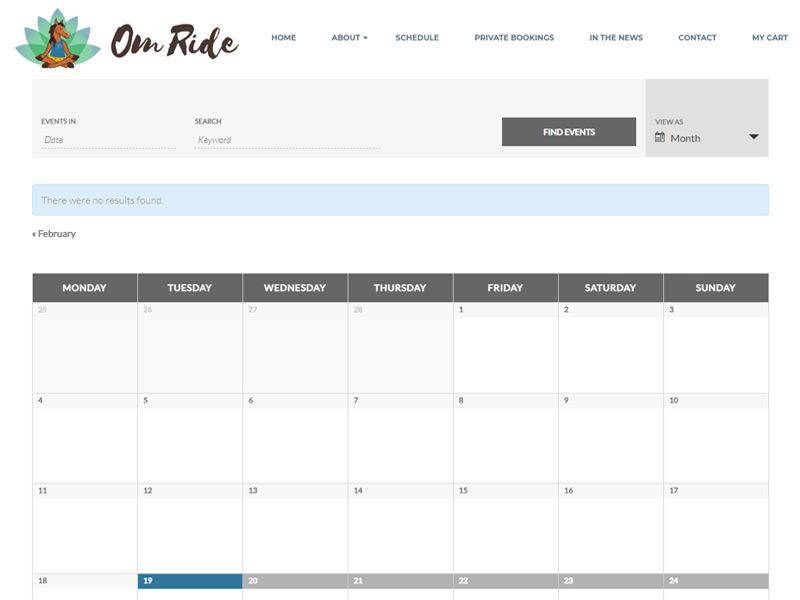 Om Ride
HOME ABOUT SCHEDULE PRIVATE BOOKINGS IN THE NEWS CONTACT MY CART
EVENTS IN SEARCH
Date Keyword
FIND EVENTS
VIEW AS
Month
There were no results found.
« February
MONDAY TUESDAY WEDNESDAY THURSDAY FRIDAY SATURDAY SUNDAY
25 26 27 28 1 2 3
4 5 6 7 8 9 10
11 12 13 14 15 16 17
18 19 20 21 22 23 24